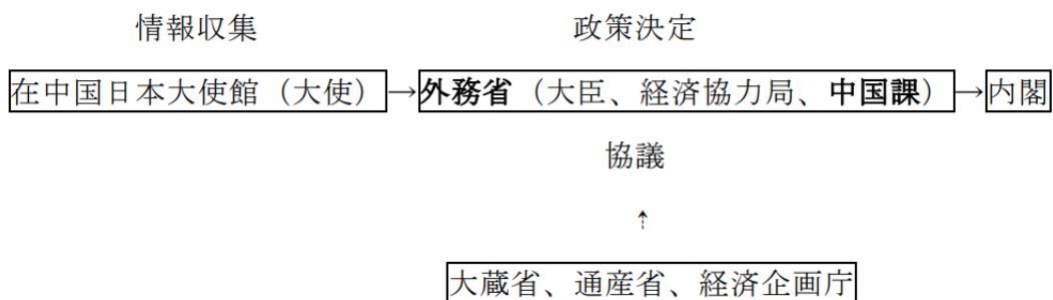 情報収集 政策決定
在中国日本大使館（大使）→外務省（大臣、経済協力局、中国課）→内閣
協議
↑
大蔵省、通産省、経済企画庁